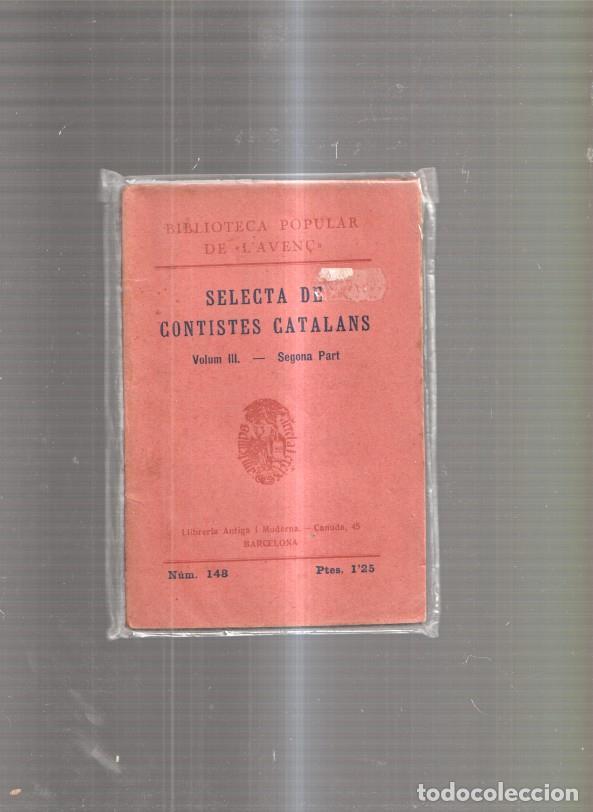 BIBLIOTECA POPULAR
DE «L'AVENÇ»
SELECTA DE
CONTISTES CATALANS
Volum III. — Segona Part
Llibreria Antiga i Moderna. — Canuda, 45
BARCELONA
Núm. 148 Ptes. 1'25
todocoleccion